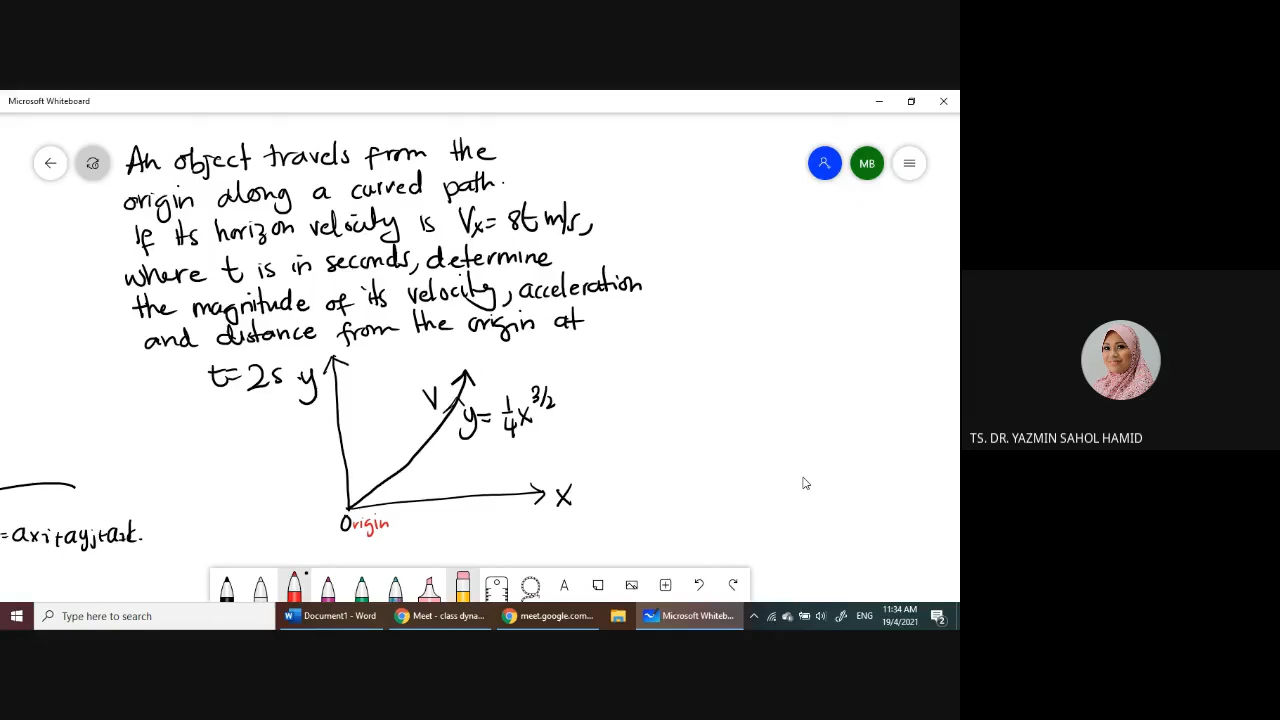 Microsoft Whiteboard
An object travels from the
origin along a curved path.
If its horizon velocity is Vx = 8t m/s,
where t is in seconds, determine
the magnitude of its velocity, acceleration
and distance from the origin at
t = 2s
y
V
y = 1/4 x^3/2
x
Origin
= axi + ayj +
MB
TS. DR. YAZMIN SAHOL HAMID
A
Type here to search
Document1 - Word
Meet - class dyna...
meet.google.com...
Microsoft Whiteb...
ENG
11:34 AM
19/4/2021
2